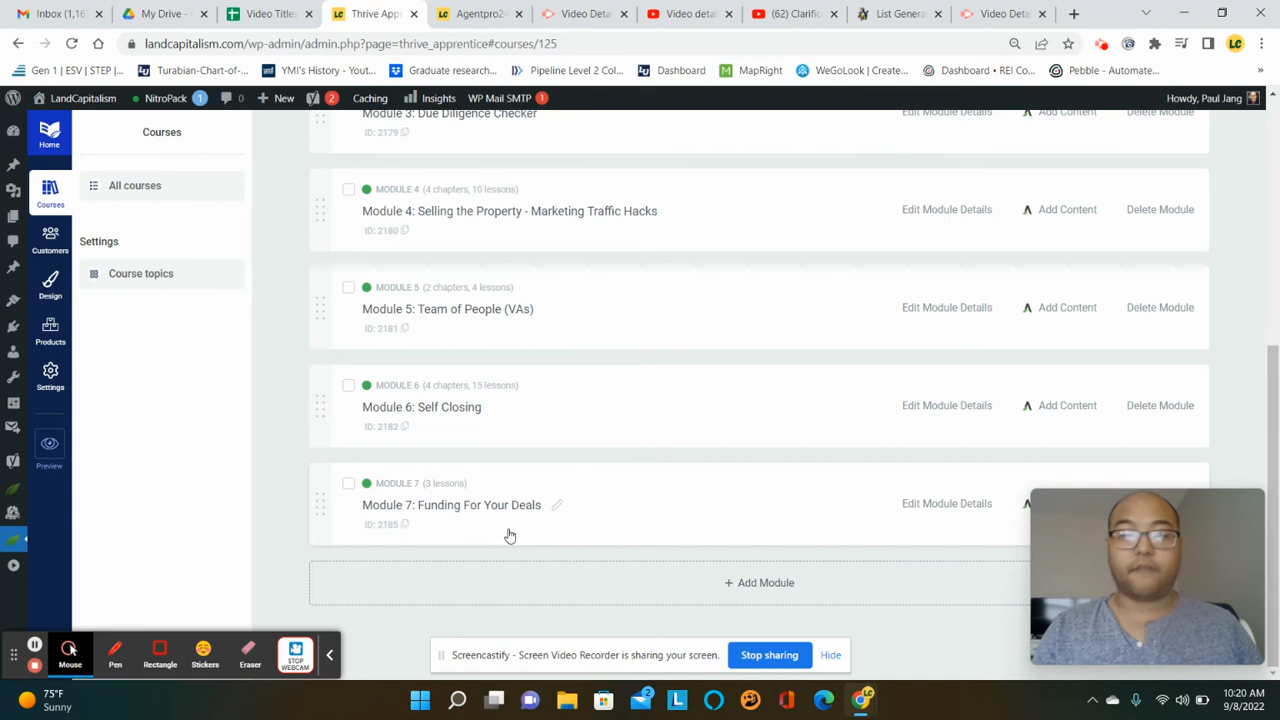 Inbox (1,16
My Drive -
Video Titles
Thrive Appr
Agentpro24
Video Detai
Video detai
(62) Clarific
List Genera
Video Detai
landcapitalism.com/wp-admin/admin.php?page=thrive_apprentice#courses/125
Gen 1 | ESV | STEP |...
Turabian-Chart-of-...
YMI's History - Yout...
Graduate research...
Pipeline Level 2 Col...
Dashboard
MapRight
WeGoLook | Create...
Dashboard • REI Co...
Pebble - Automate...
»
LandCapitalism
NitroPack 1
0
New
2
Caching
Insights
WP Mail SMTP 1
Howdy, Paul Jang
Home
Courses
Customers
Design
Products
Settings
Preview
Courses
All courses
Settings
Course topics
Module 3: Due Diligence Checker
ID: 2179
Edit Module Details
Add Content
Delete Module
MODULE 4 (4 chapters, 10 lessons)
Module 4: Selling the Property - Marketing Traffic Hacks
ID: 2180
Edit Module Details
Add Content
Delete Module
MODULE 5 (2 chapters, 4 lessons)
Module 5: Team of People (VAs)
ID: 2181
Edit Module Details
Add Content
Delete Module
MODULE 6 (4 chapters, 15 lessons)
Module 6: Self Closing
ID: 2182
Edit Module Details
Add Content
Delete Module
MODULE 7 (3 lessons)
Module 7: Funding For Your Deals
ID: 2185
Edit Module Details
+ Add Module
Mouse
Pen
Rectangle
Stickers
Eraser
STOP
WEBCAM
Screencastify - Screen Video Recorder is sharing your screen.
Stop sharing
Hide
75°F
Sunny
2
10:20 AM
9/8/2022